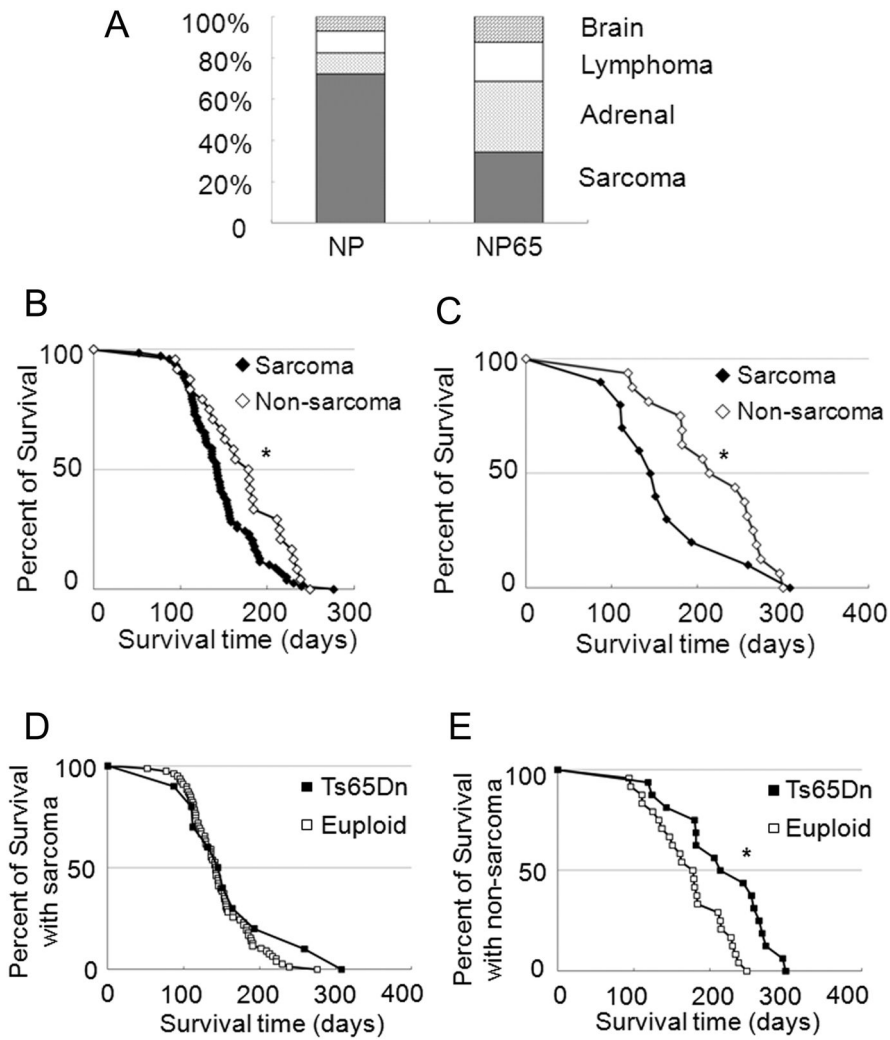 A
100%
80%
60%
40%
20%
0
NP
NP65
Brain
Lymphoma
Adrenal
Sarcoma
B
Percent of Survival
100
50
0
Sarcoma
Non-sarcoma
*
0 100 200 300
Survival time (days)
C
Percent of Survival
100
50
0
Sarcoma
Non-sarcoma
*
0 100 200 300 400
Survival time (days)
D
Percent of Survival
with sarcoma
100
50
0
Ts65Dn
Euploid
0 100 200 300 400
Survival time (days)
E
Percent of Survival
with non-sarcoma
100
50
0
Ts65Dn
Euploid
*
0 100 200 300 400
Survival time (days)